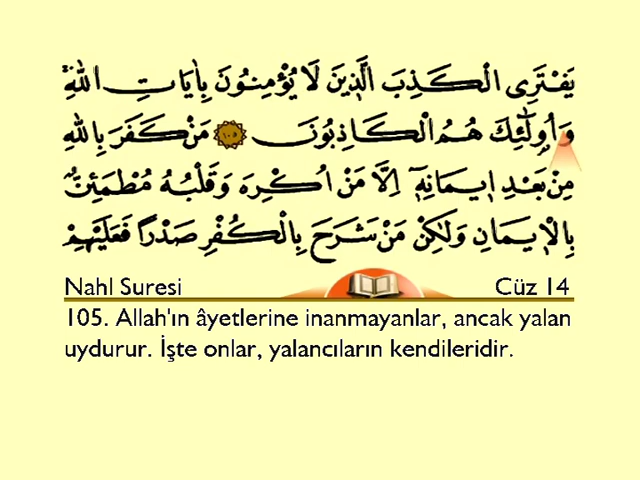 يَفْتَرِي الْكَذِبَ الَّذِينَ لَا يُؤْمِنُونَ بِاٰيَاتِ اللّٰهِۚ
وَاُو۬لٰٓئِكَ هُمُ الْكَاذِبُونَ ١٠٥ مَنْ كَفَرَ بِاللّٰهِ
مِنْ بَعْدِ ا۪يمَانِه۪ٓ اِلَّا مَنْ اُكْرِهَ وَقَلْبُهُ مُطْمَئِنٌّ
بِالْا۪يمَانِ وَلٰكِنْ مَنْ شَرَحَ بِالْكُفْرِ صَدْرًا فَعَلَيْهِمْ
Nahl Suresi Cüz 14
105. Allah'ın âyetlerine inanmayanlar, ancak yalan
uydurur. İşte onlar, yalancıların kendileridir.